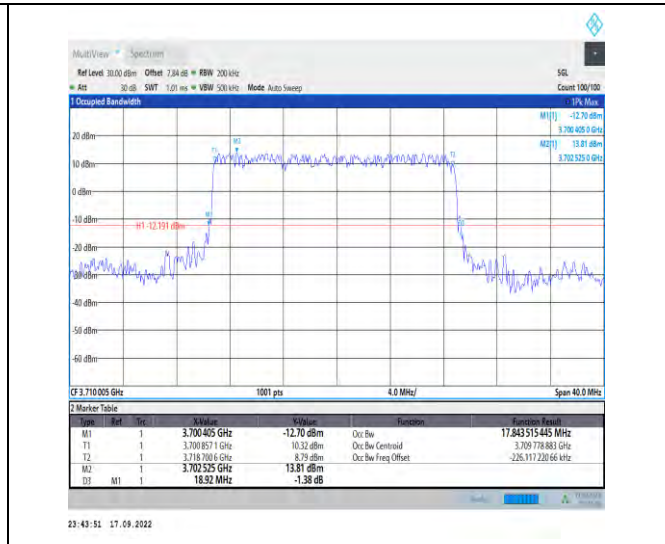 MultiView Spectrum
Ref Level 30.00 dBm Offset 7.84 dB RBW 200 kHz SGL
Att 30 dB SWT 1.01 ms VBW 500 kHz Mode Auto Sweep Count 100/100
1 Occupied Bandwidth 1Pk Max
M1[1] -12.70 dBm
3.700 405 0 GHz
20 dBm M2[1] 13.81 dBm
3.702 525 0 GHz
T1 M2 T2
10 dBm
0 dBm
M1
-10 dBm
H1 -12.191 dBm
-20 dBm
-30 dBm
-40 dBm
-50 dBm
-60 dBm
CF 3.710 005 GHz 1001 pts 4.0 MHz/ Span 40.0 MHz
2 Marker Table
Type Ref Trc X-Value Y-Value Function Function Result
M1 1 3.700 405 GHz -12.70 dBm Occ Bw 17.843 515 445 MHz
T1 1 3.700 857 1 GHz 10.32 dBm Occ Bw Centroid 3.709 778 883 GHz
T2 1 3.718 700 6 GHz 8.79 dBm Occ Bw Freq Offset -226.117 220 66 kHz
M2 1 3.702 525 GHz 13.81 dBm
D3 M1 1 18.92 MHz -1.38 dB
23:43:51 17.09.2022